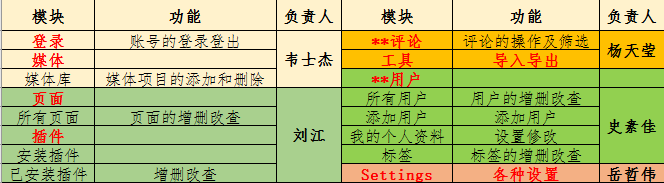 模块 功能 负责人 模块 功能 负责人
登录 账号的登录登出 韦士杰 **评论 评论的操作及筛选 杨天莹
媒体 工具 导入导出
媒体库 媒体项目的添加和删除 **用户
页面 刘江 所有用户 用户的增删改查 史素佳
所有页面 页面的增删改查 添加用户 添加用户
插件 我的个人资料 设置修改
安装插件 标签 标签的增删改查
已安装插件 增删改查 Settings 各种设置 岳哲伟